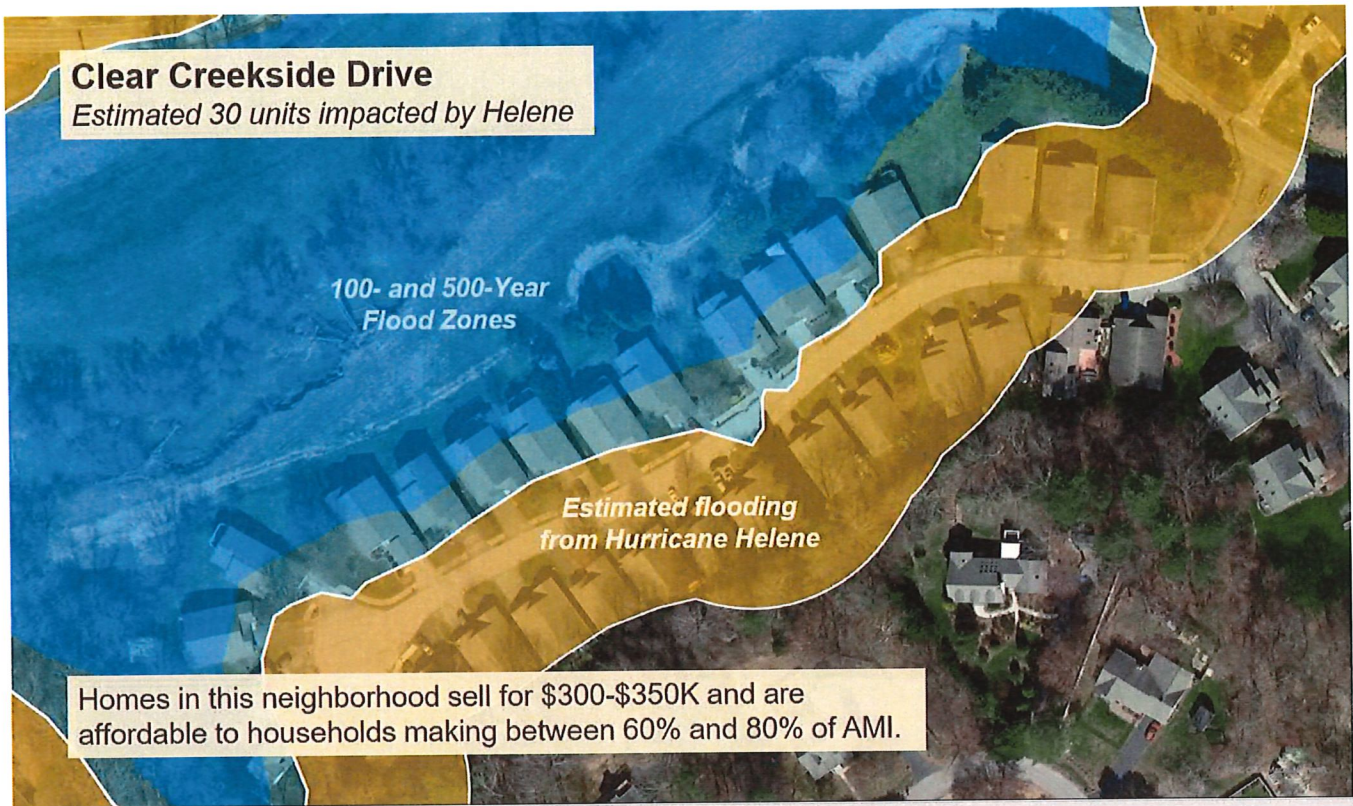 Clear Creekside Drive
Estimated 30 units impacted by Helene
100- and 500-Year
Flood Zones
Estimated flooding
from Hurricane Helene
Homes in this neighborhood sell for $300-$350K and are
affordable to households making between 60% and 80% of AMI.